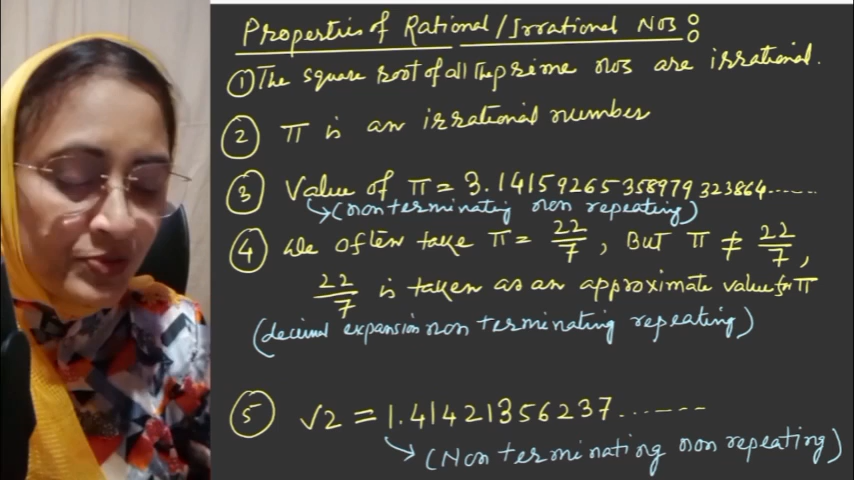 Properties of Rational/Irrational Nos:
① The square root of all the prime nos are irrational.
② π is an irrational number
③ Value of π = 3.14159265358979323864......
↳(non terminating non repeating)
④ We often take π = 22/7, But π ≠ 22/7,
22/7 is taken as an approximate value for π
(decimal expansion non terminating repeating)
⑤ √2 = 1.41421356237.......
↳(Non terminating non repeating)